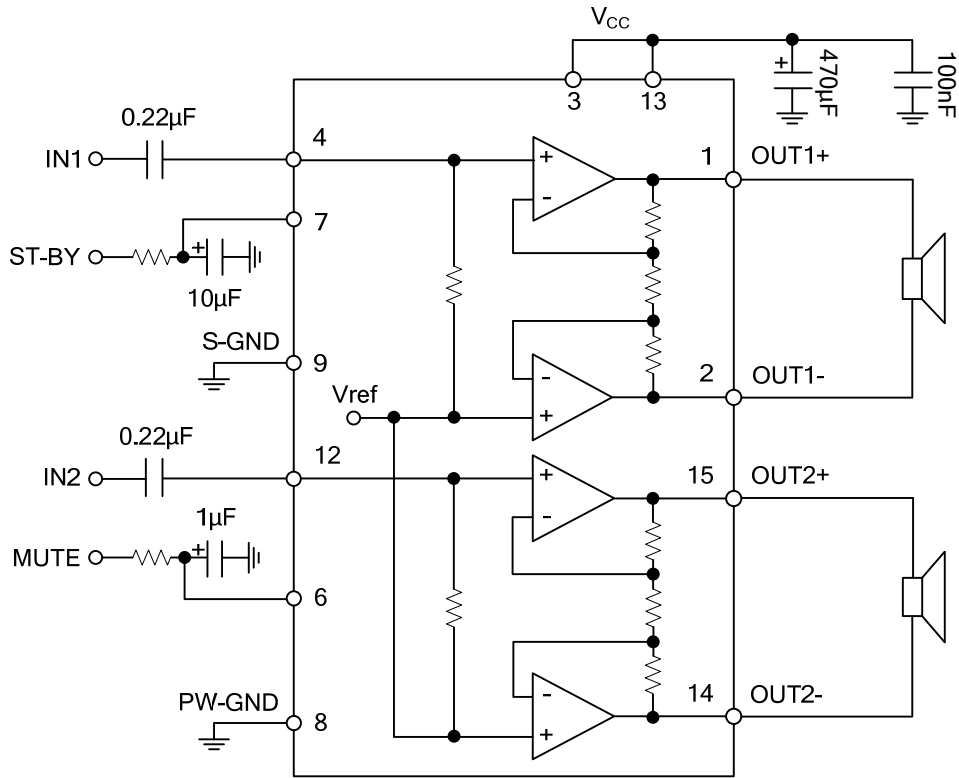 VCC
470µF
100nF
3
13
0.22µF
IN1
4
+
-
1
OUT1+
7
ST-BY
+
10µF
S-GND
9
2
OUT1-
-
+
Vref
0.22µF
IN2
12
+
-
15
OUT2+
1µF
MUTE
+
6
PW-GND
8
-
+
14
OUT2-
+